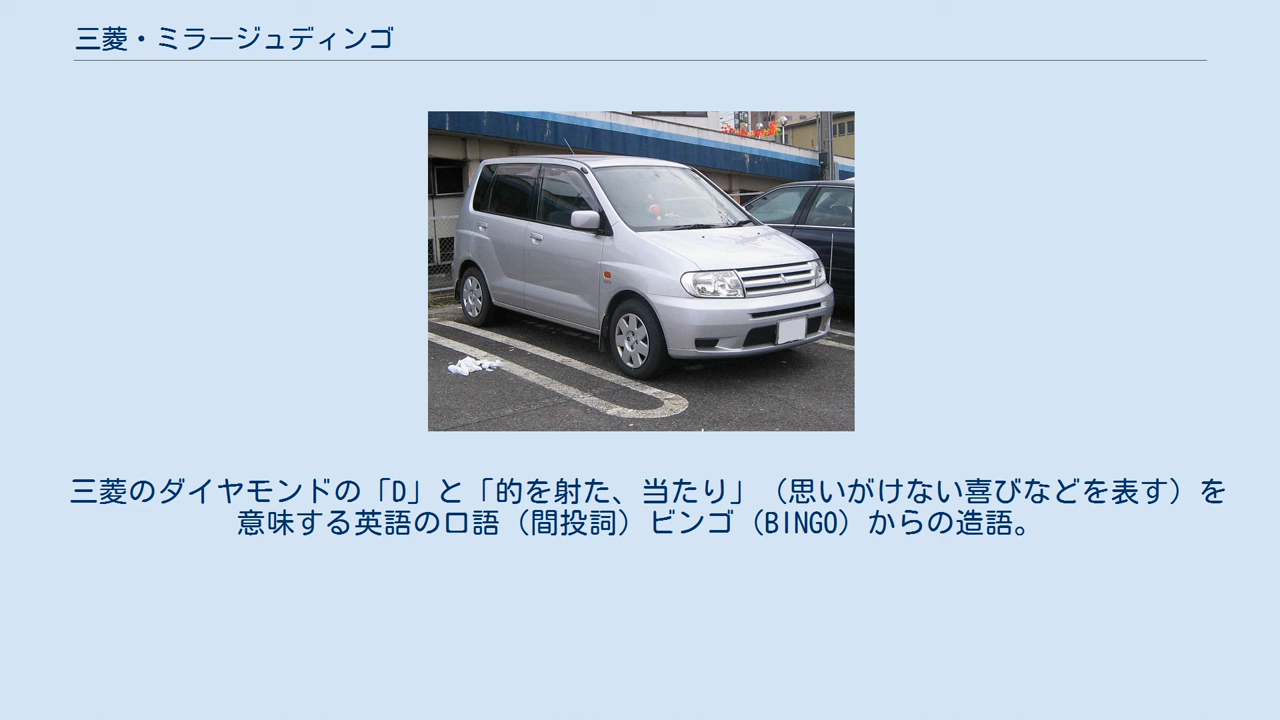 三菱・ミラージュディンゴ
三菱のダイヤモンドの「D」と「的を射た、当たり」（思いがけない喜びなどを表す）を
意味する英語の口語（間投詞）ビンゴ（BINGO）からの造語。